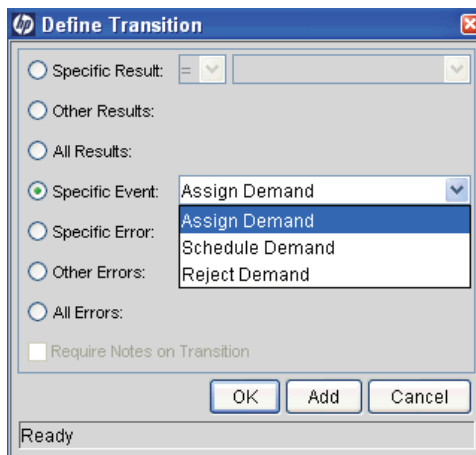 hp Define Transition
Specific Result: =
Other Results:
All Results:
Specific Event: Assign Demand
Assign Demand
Specific Error:
Schedule Demand
Other Errors:
Reject Demand
All Errors:
Require Notes on Transition
OK Add Cancel
Ready